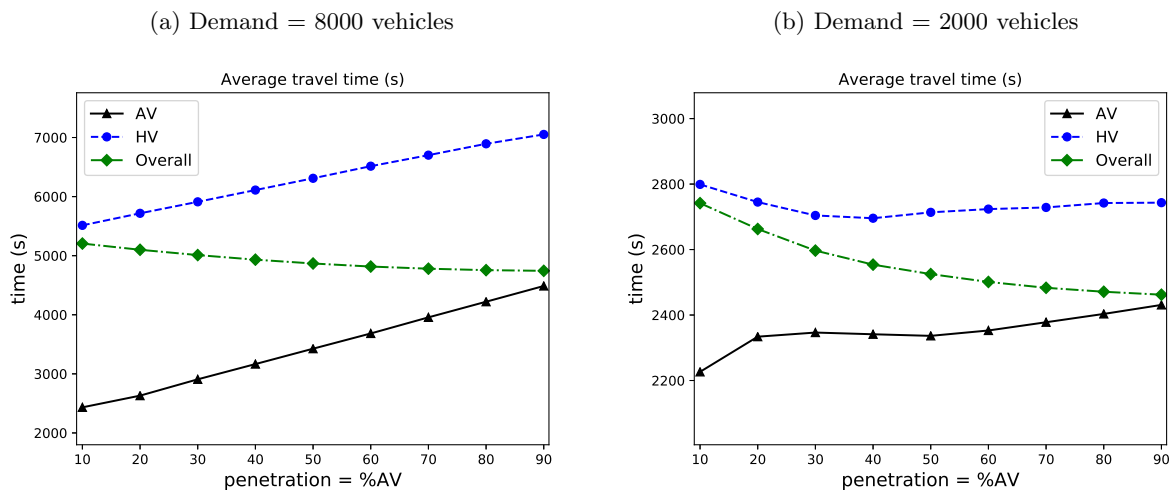 (a) Demand = 8000 vehicles
Average travel time (s)
AV
HV
Overall
time (s)
7000
6000
5000
4000
3000
2000
10 20 30 40 50 60 70 80 90
penetration = %AV
(b) Demand = 2000 vehicles
Average travel time (s)
AV
HV
Overall
time (s)
3000
2800
2600
2400
2200
10 20 30 40 50 60 70 80 90
penetration = %AV